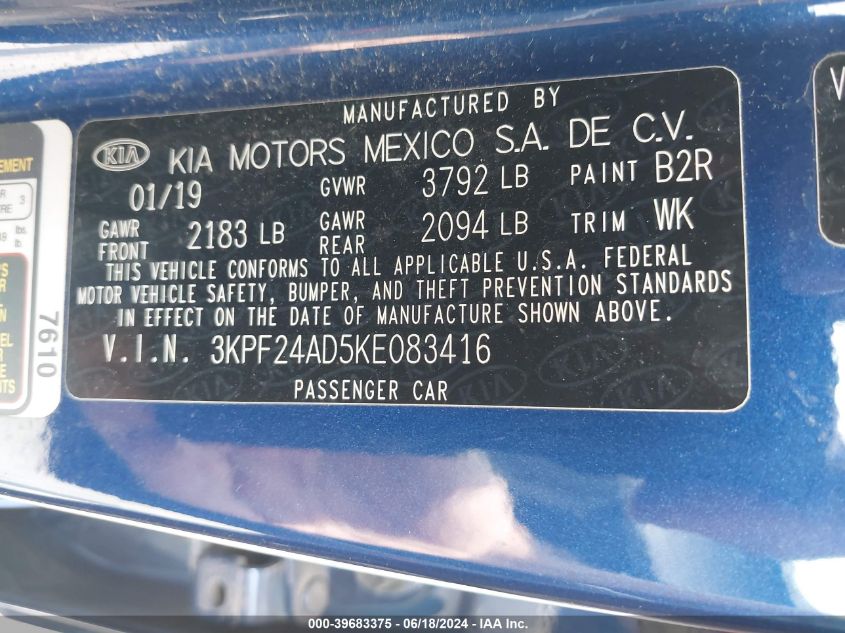 MANUFACTURED BY
KIA KIA MOTORS MEXICO S.A. DE C.V.
01/19 GVWR 3792 LB PAINT B2R
GAWR FRONT 2183 LB GAWR REAR 2094 LB TRIM WK
THIS VEHICLE CONFORMS TO ALL APPLICABLE U.S.A. FEDERAL
MOTOR VEHICLE SAFETY, BUMPER, AND THEFT PREVENTION STANDARDS
IN EFFECT ON THE DATE OF MANUFACTURE SHOWN ABOVE.
V.I.N. 3KPF24AD5KE083416
PASSENGER CAR
7610
3
lbs.
lb.
000-39683375 - 06/18/2024 - IAA Inc.